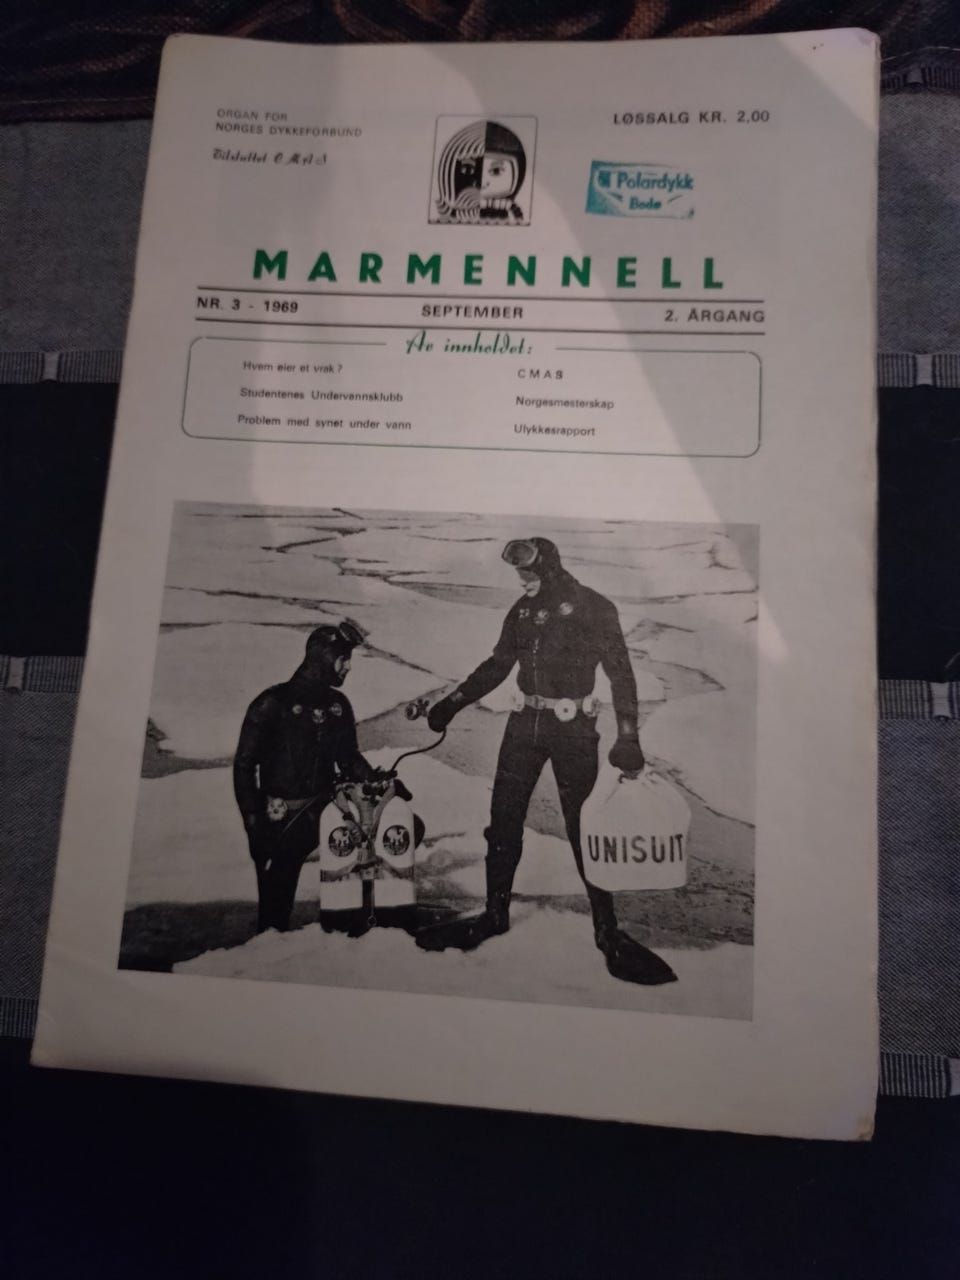 ORGAN FOR
NORGES DYKKEFORBUND
Tilsluttet C M A S
LØSSALG KR. 2,00
Polardykk
Bodø
MARMENNELL
NR. 3 - 1969 SEPTEMBER 2. ÅRGANG
Av innholdet:
Hvem eier et vrak?
Studentenes Undervannsklubb
Problem med synet under vann
C M A S
Norgesmesterskap
Ulykkesrapport
UNISUIT